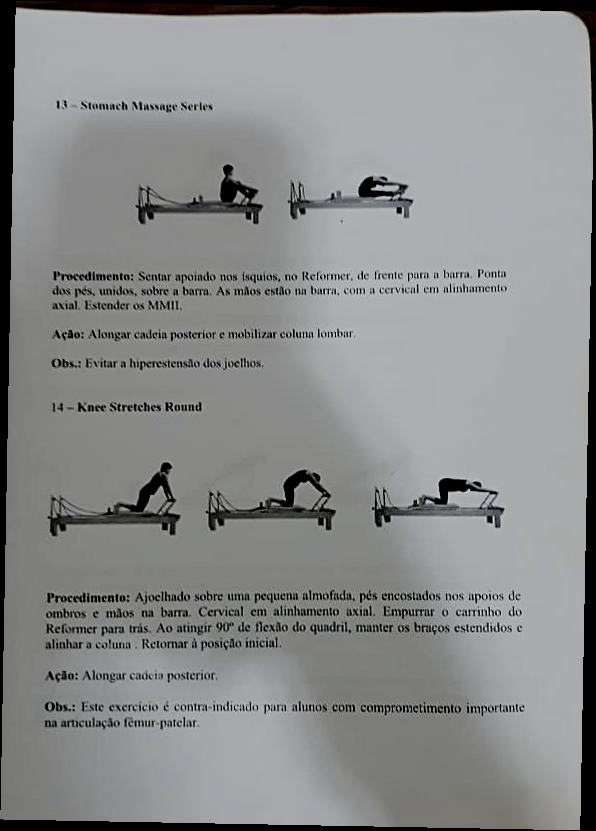 13 – Stomach Massage Series
Procedimento: Sentar apoiado nos ísquios, no Reformer, de frente para a barra. Ponta
dos pés, unidos, sobre a barra. As mãos estão na barra, com a cervical em alinhamento
axial. Estender os MMII.
Ação: Alongar cadeia posterior e mobilizar coluna lombar.
Obs.: Evitar a hiperestensão dos joelhos.
14 – Knee Stretches Round
Procedimento: Ajoelhado sobre uma pequena almofada, pés encostados nos apoios de
ombros e mãos na barra. Cervical em alinhamento axial. Empurrar o carrinho do
Reformer para trás. Ao atingir 90º de flexão do quadril, manter os braços estendidos e
alinhar a coluna . Retornar à posição inicial.
Ação: Alongar cadeia posterior.
Obs.: Este exercício é contra-indicado para alunos com comprometimento importante
na articulação fêmur-patelar.